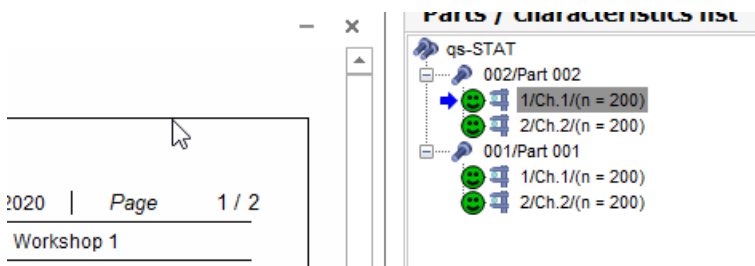 2020 | Page 1 / 2
Workshop 1
Parts / characteristics list
qs-STAT
002/Part 002
1/Ch.1/(n = 200)
2/Ch.2/(n = 200)
001/Part 001
1/Ch.1/(n = 200)
2/Ch.2/(n = 200)